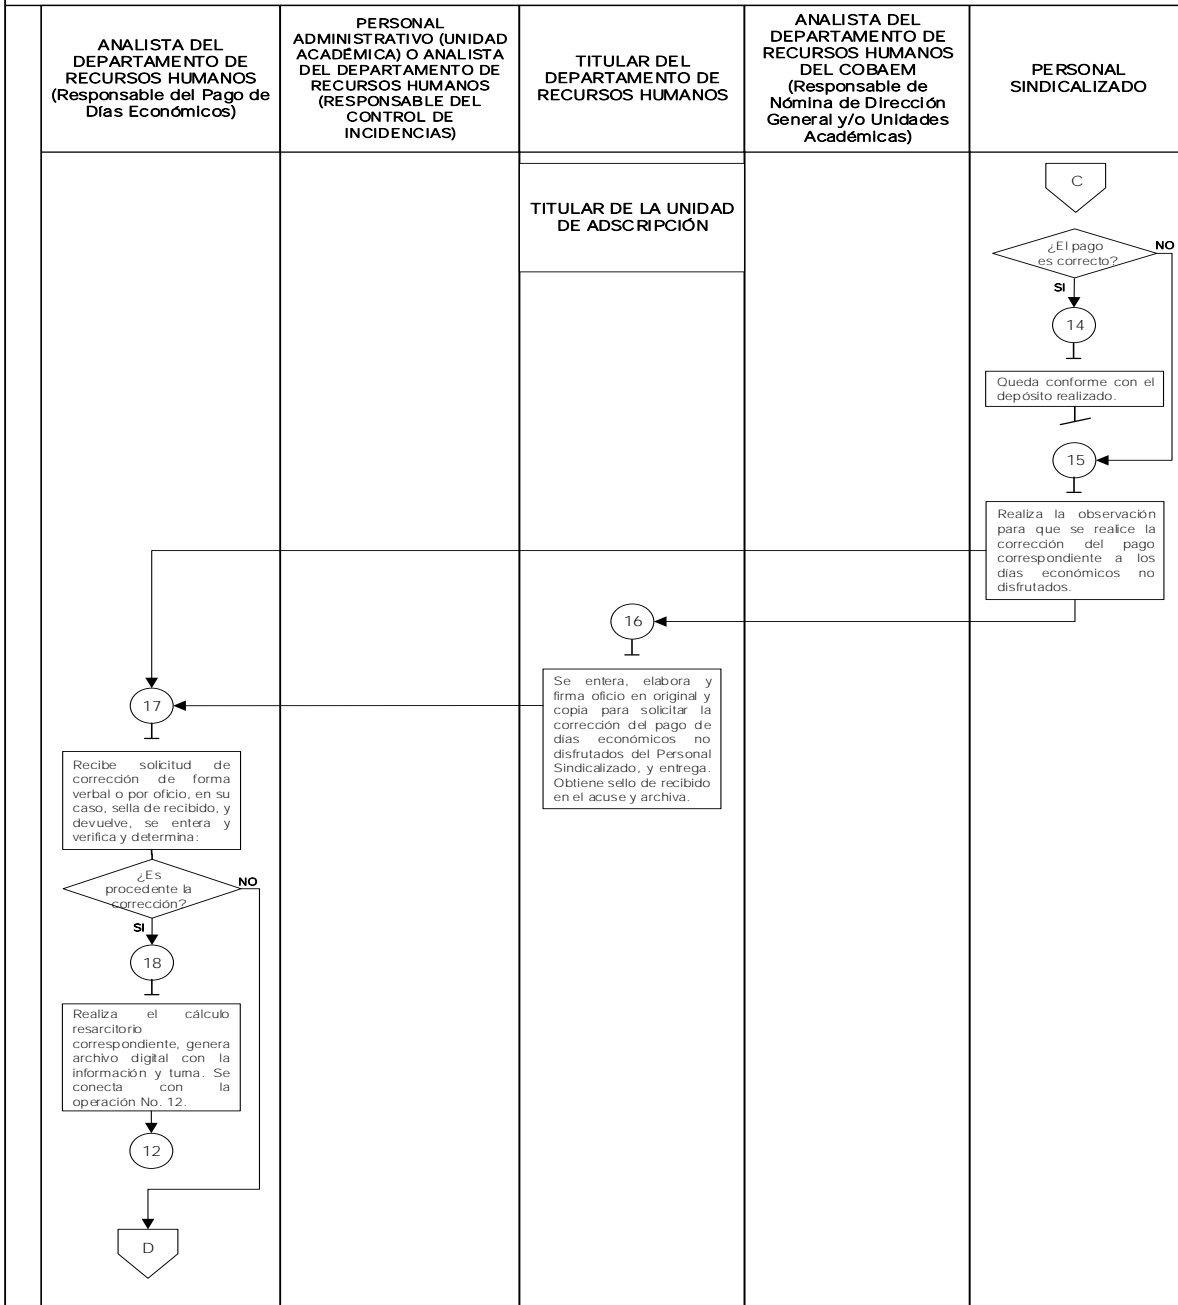 ANALISTA DEL
DEPARTAMENTO DE
RECURSOS HUMANOS
(Responsable del Pago de
Días Económicos)
PERSONAL
ADMINISTRATIVO (UNIDAD
ACADÉMICA) O ANALISTA
DEL DEPARTAMENTO DE
RECURSOS HUMANOS
(RESPONSABLE DEL
CONTROL DE
INCIDENCIAS)
TITULAR DEL
DEPARTAMENTO DE
RECURSOS HUMANOS
ANALISTA DEL
DEPARTAMENTO DE
RECURSOS HUMANOS
DEL COBAEM
(Responsable de
Nómina de Dirección
General y/o Unidades
Académicas)
PERSONAL
SINDICALIZADO
TITULAR DE LA UNIDAD
DE ADSCRIPCIÓN
C
¿El pago
es correcto?
NO
SI
14
Queda conforme con el
depósito realizado.
15
Realiza la observación
para que se realice la
corrección del pago
correspondiente a los
días económicos no
disfrutados.
16
Se entera, elabora y
firma oficio en original y
copia para solicitar la
corrección del pago de
días económicos no
disfrutados del Personal
Sindicalizado, y entrega.
Obtiene sello de recibido
en el acuse y archiva.
17
Recibe solicitud de
corrección de forma
verbal o por oficio, en su
caso, sella de recibido, y
devuelve, se entera y
verifica y determina:
¿Es
procedente la
corrección?
NO
SI
18
Realiza el cálculo
resarcitorio
correspondiente, genera
archivo digital con la
información y turna. Se
conecta con la
operación No. 12.
12
D